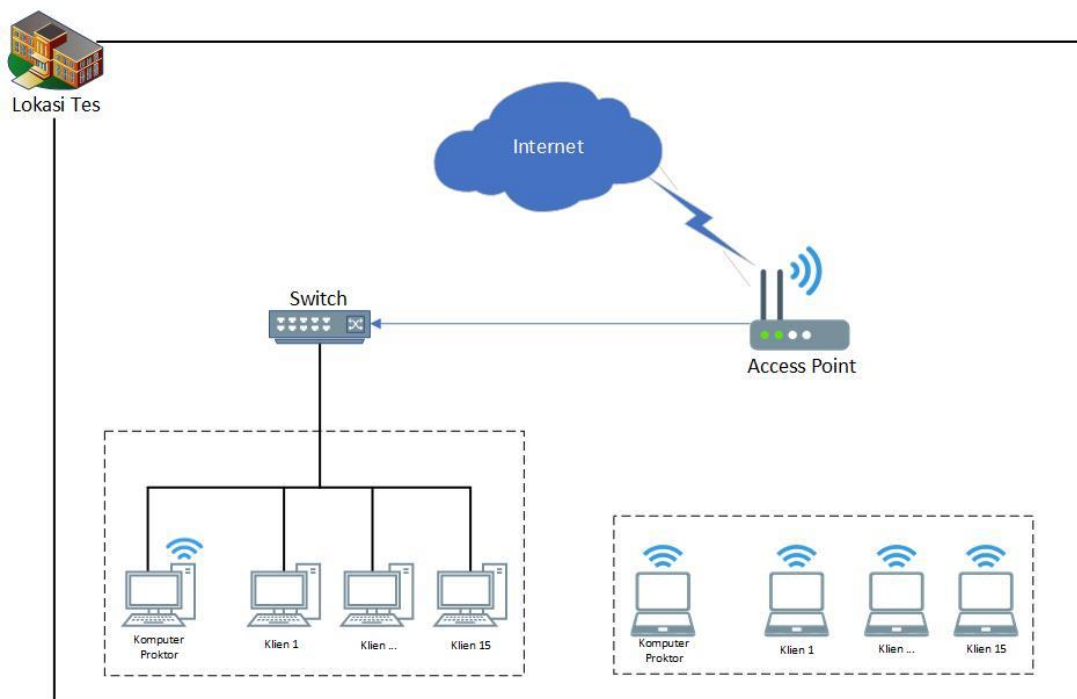 Lokasi Tes
Internet
Switch
Access Point
Komputer
Proktor
Klien 1
Klien ...
Klien 15
Komputer
Proktor
Klien 1
Klien ...
Klien 15